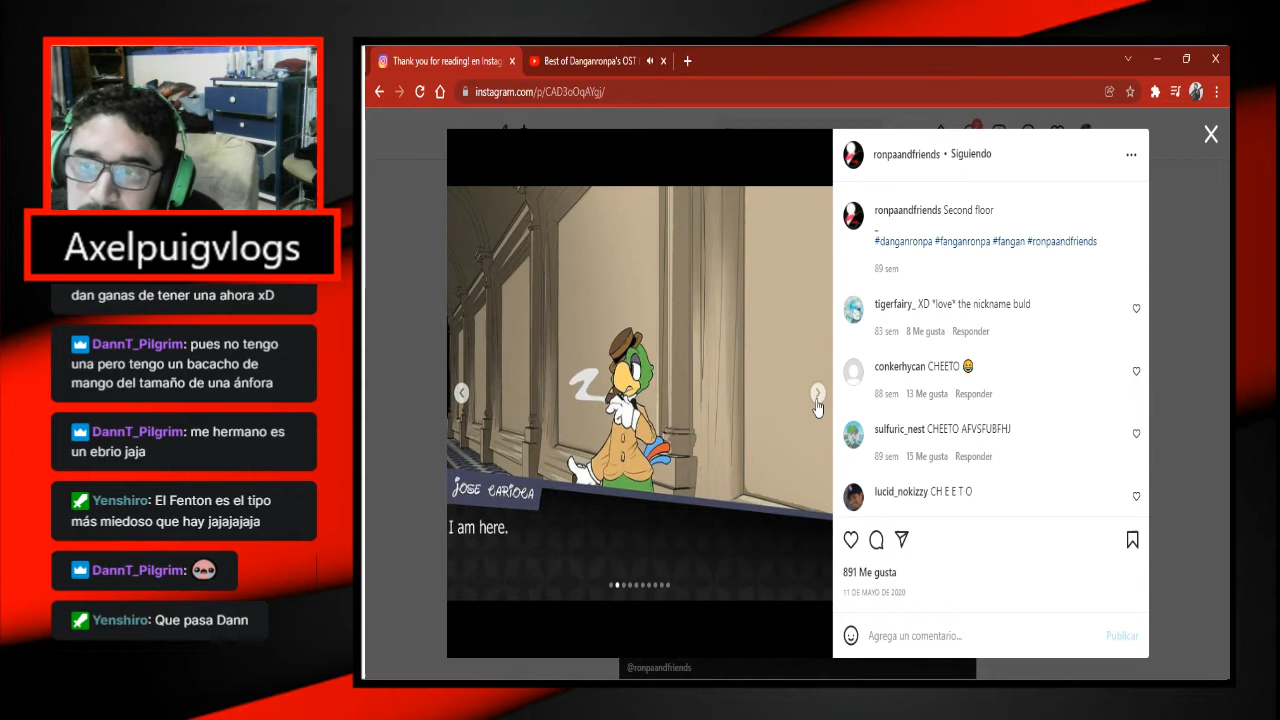 Axelpuigvlogs
dan ganas de tener una ahora xD
DannT_Pilgrim: pues no tengo
una pero tengo un bacacho de
mango del tamaño de una ánfora
DannT_Pilgrim: me hermano es
un ebrio jaja
Yenshiro: El Fenton es el tipo
más miedoso que hay jajajajaja
DannT_Pilgrim:
Yenshiro: Que pasa Dann
Thank you for reading! en Instag
Best of Danganronpa's OST
instagram.com/p/CAD3oOqAYgj/
JOSE CARIOCA
I am here.
ronpaandfriends • Siguiendo
ronpaandfriends Second floor
_
#danganronpa #fanganronpa #fangan #ronpaandfriends
89 sem
tigerfairy_ XD *love* the nickname buld
83 sem 8 Me gusta Responder
conkerhycan CHEETO 😄
88 sem 13 Me gusta Responder
sulfuric_nest CHEETO AFVSFUBFHJ
89 sem 15 Me gusta Responder
lucid_nokizzy C H E E T O
891 Me gusta
11 DE MAYO DE 2020
Agrega un comentario...
Publicar
@ronpaandfriends